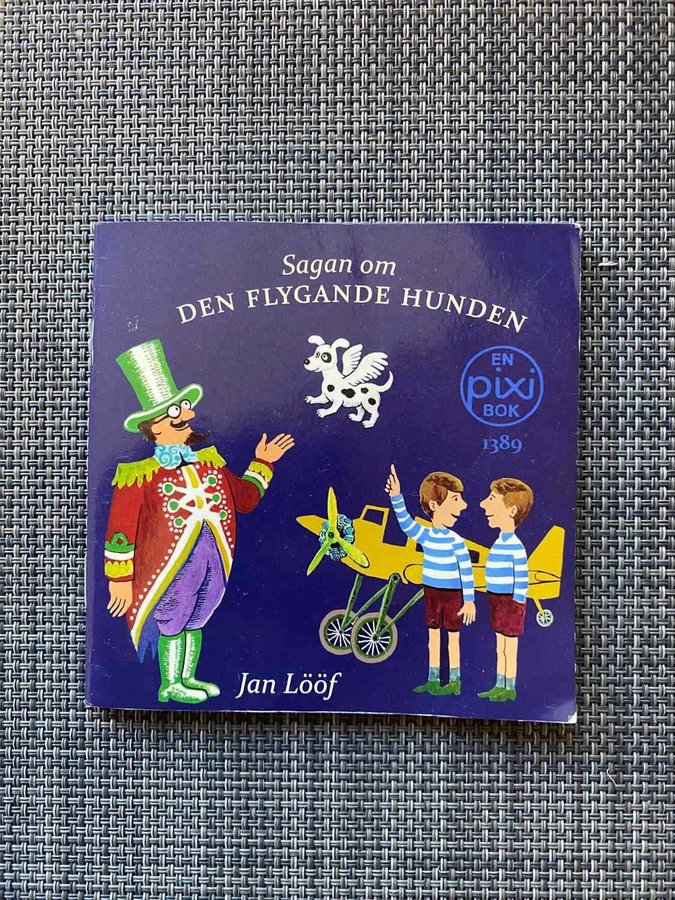 Sagan om
DEN FLYGANDE HUNDEN
EN
pixi
BOK
1389
Jan Lööf